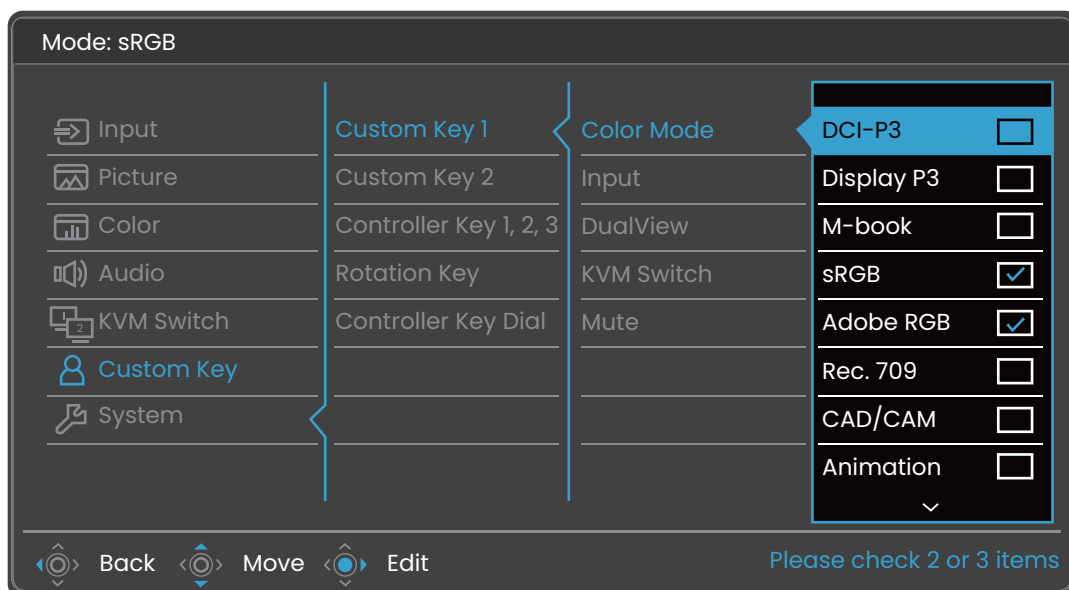 Mode: sRGB
Input
Custom Key 1
Color Mode
DCI-P3
Picture
Custom Key 2
Input
Display P3
Color
Controller Key 1, 2, 3
DualView
M-book
Audio
Rotation Key
KVM Switch
sRGB
1
2
KVM Switch
Controller Key Dial
Mute
Adobe RGB
Custom Key
Rec. 709
System
CAD/CAM
Animation
Back
Move
Edit
Please check 2 or 3 items